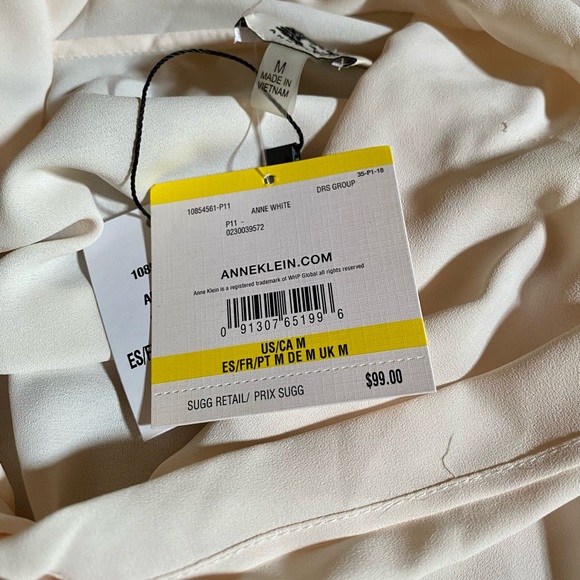 M
MADE IN
VIETNAM
35-P1-18
10854561-P11 ANNE WHITE DRS GROUP
P11 -
0230039572
ANNEKLEIN.COM
Anne Klein is a registered trademark of WHP Global all rights reserved
0 91307 65199 6
US/CA M
ES/FR/PT M DE M UK M
$99.00
SUGG RETAIL/ PRIX SUGG
108
A
ES/F